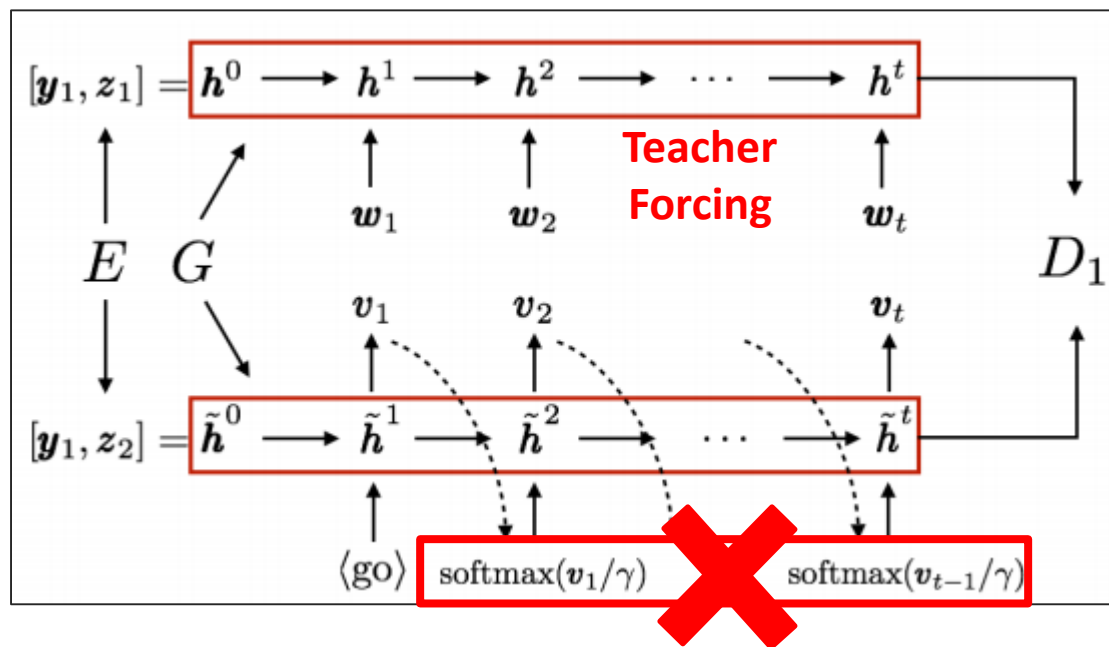 [y₁, z₁] = h⁰ h¹ h² ⋯ hᵗ
Teacher
Forcing
w₁ w₂ wₜ
E G D₁
v₁ v₂ vₜ
[y₁, z₂] = h̃⁰ h̃¹ h̃² ⋯ h̃ᵗ
⟨go⟩ softmax(v₁/γ) softmax(vₜ₋₁/γ)